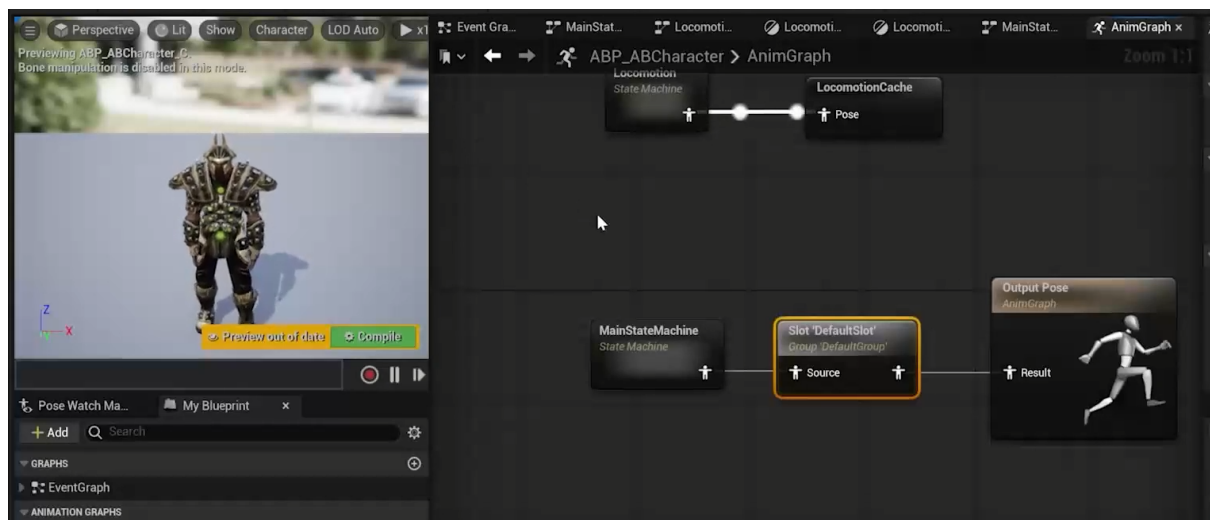 Perspective
Lit
Show
Character
LOD Auto
x1
Previewing ABP_ABCharacter_C.
Bone manipulation is disabled in this mode.
Preview out of date
Compile
Z
X
Y
Pose Watch Ma...
My Blueprint
Add
Search
GRAPHS
EventGraph
ANIMATION GRAPHS
Event Gra...
MainStat...
Locomoti...
Locomoti...
Locomoti...
MainStat...
AnimGraph
ABP_ABCharacter > AnimGraph
Zoom 1:1
Locomotion
State Machine
LocomotionCache
Pose
MainStateMachine
State Machine
Slot 'DefaultSlot'
Group 'DefaultGroup'
Source
Output Pose
AnimGraph
Result